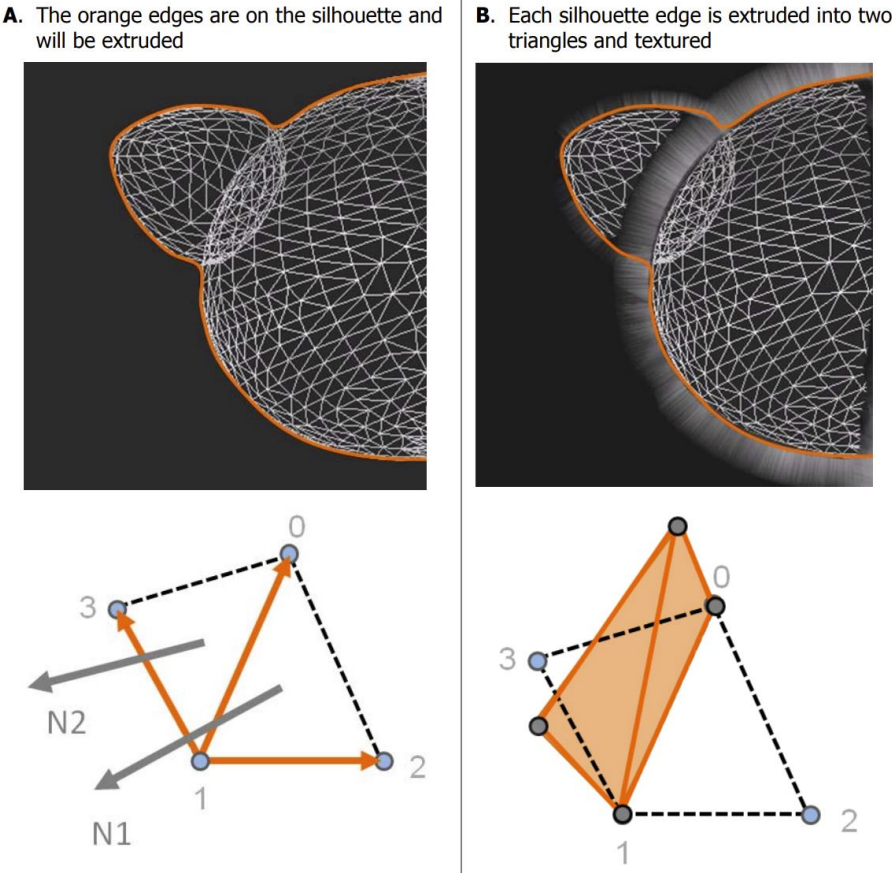 A. The orange edges are on the silhouette and
will be extruded
B. Each silhouette edge is extruded into two
triangles and textured
0
3
N2
2
1
N1
0
3
2
1